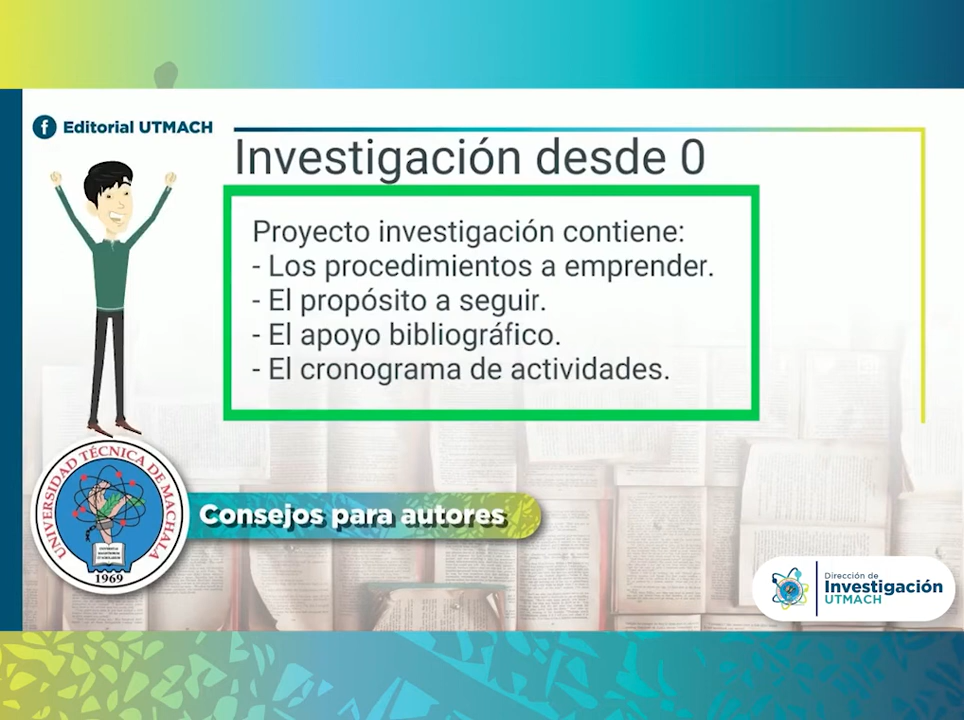 Editorial UTMACH
Investigación desde 0
Proyecto investigación contiene:
- Los procedimientos a emprender.
- El propósito a seguir.
- El apoyo bibliográfico.
- El cronograma de actividades.
UNIVERSIDAD TÉCNICA DE MACHALA
1969
Consejos para autores
Dirección de
Investigación
UTMACH